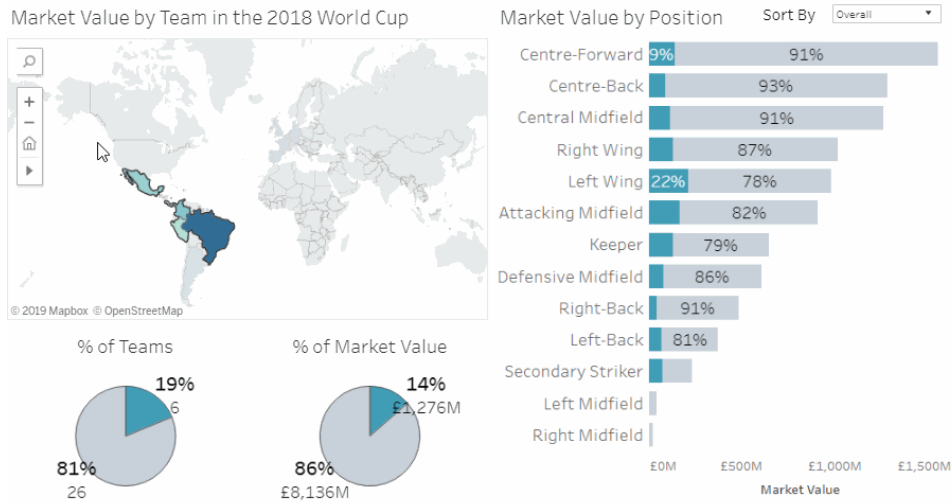 Market Value by Team in the 2018 World Cup
© 2019 Mapbox © OpenStreetMap
% of Teams
19%
6
81%
26
% of Market Value
14%
£1,276M
86%
£8,136M
Market Value by Position
Sort By
Overall
Centre-Forward 9% 91%
Centre-Back 93%
Central Midfield 91%
Right Wing 87%
Left Wing 22% 78%
Attacking Midfield 82%
Keeper 79%
Defensive Midfield 86%
Right-Back 91%
Left-Back 81%
Secondary Striker
Left Midfield
Right Midfield
£0M £500M £1,000M £1,500M
Market Value